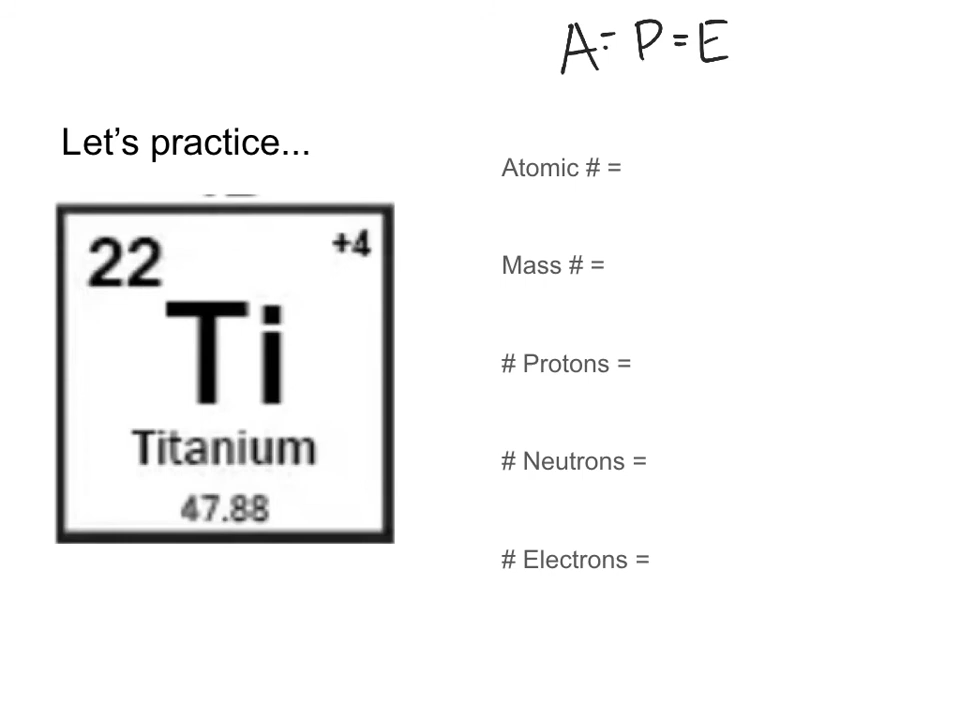 A = P = E
Let’s practice...
22
+4
Ti
Titanium
47.88
Atomic # =
Mass # =
# Protons =
# Neutrons =
# Electrons =